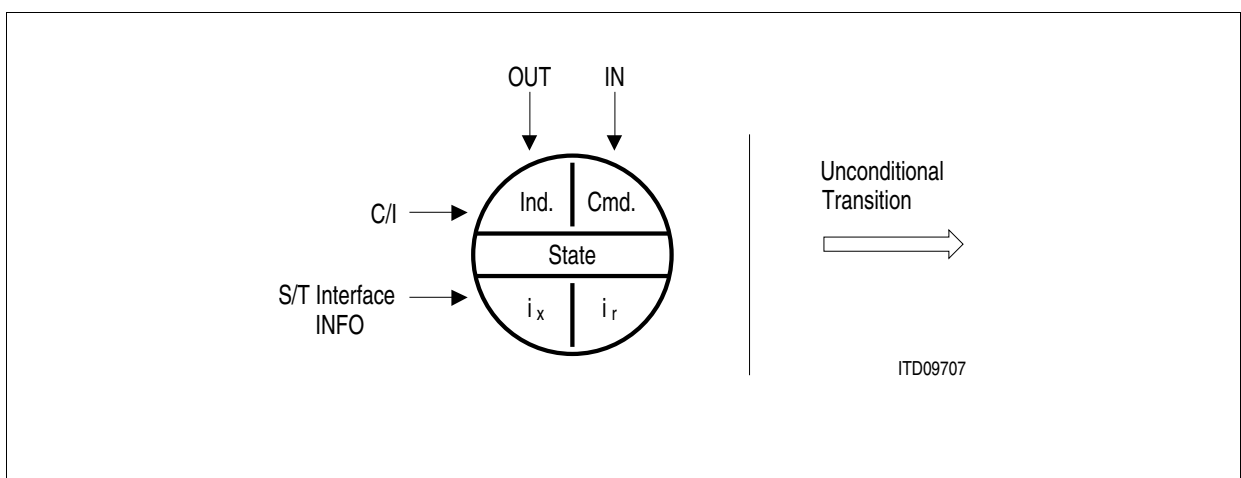 OUT IN
Unconditional
Transition
C/I
Ind. Cmd.
State
S/T Interface
INFO
i x i r
ITD09707